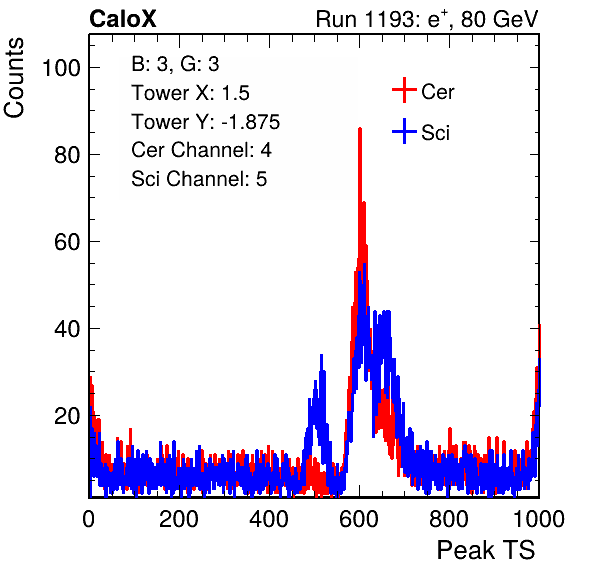 CaloX Run 1193: e⁺, 80 GeV
Counts
B: 3, G: 3
Tower X: 1.5
Tower Y: -1.875
Cer Channel: 4
Sci Channel: 5
Cer
Sci
100
80
60
40
20
0 200 400 600 800 1000
Peak TS